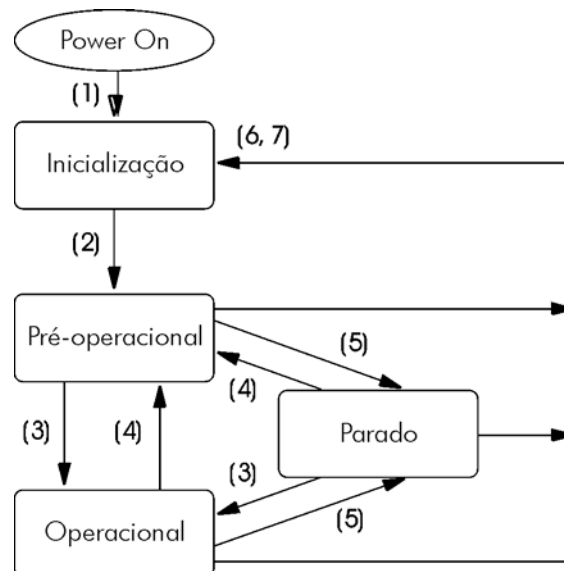 Power On
(1)
(6, 7)
Inicialização
(2)
Pré-operacional
(5)
(4)
(3)
(4)
Parado
(3)
(5)
Operacional